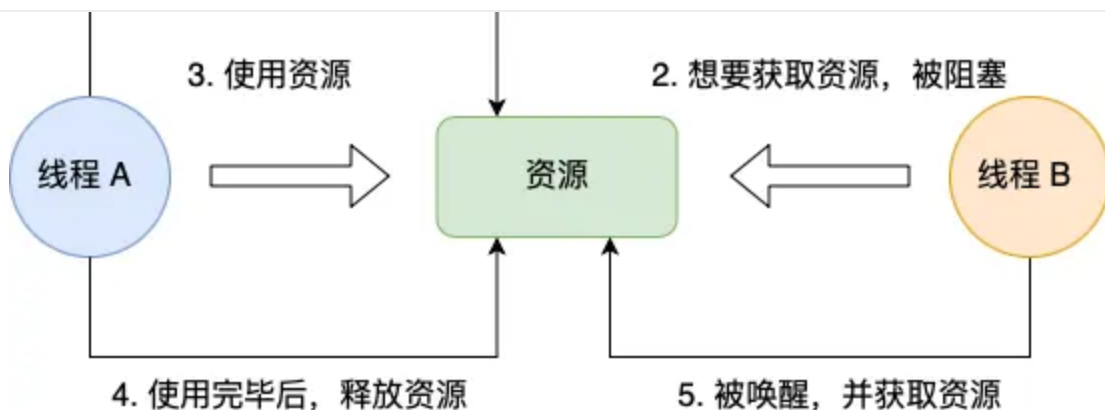 3. 使用资源
2. 想要获取资源，被阻塞
线程 A
资源
线程 B
4. 使用完毕后，释放资源
5. 被唤醒，并获取资源